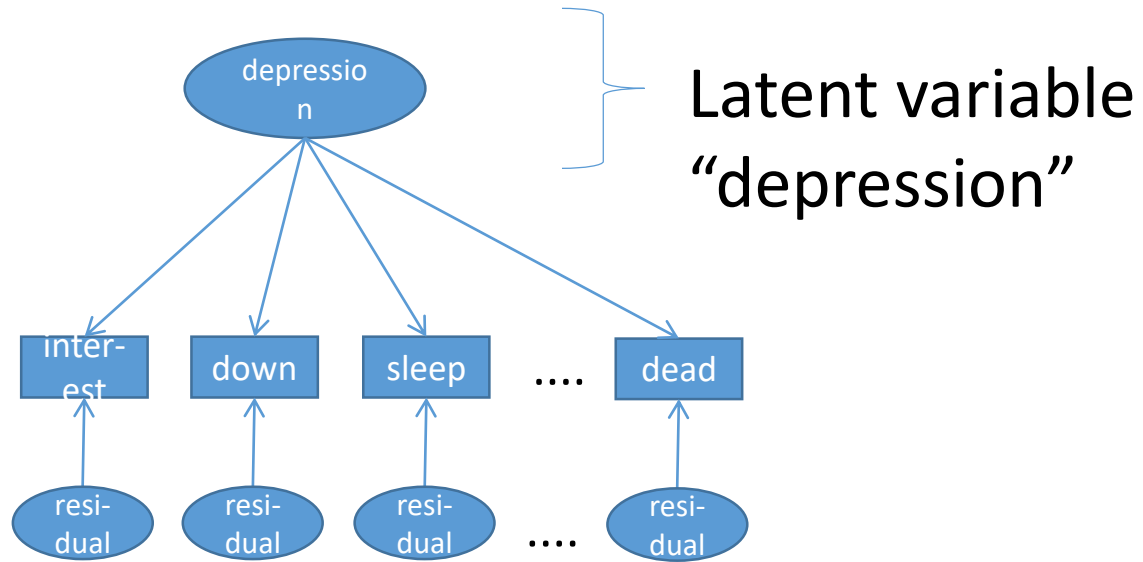 depressio
n
Latent variable
“depression”
inter-
est
down
sleep
....
dead
resi-
dual
resi-
dual
resi-
dual
....
resi-
dual